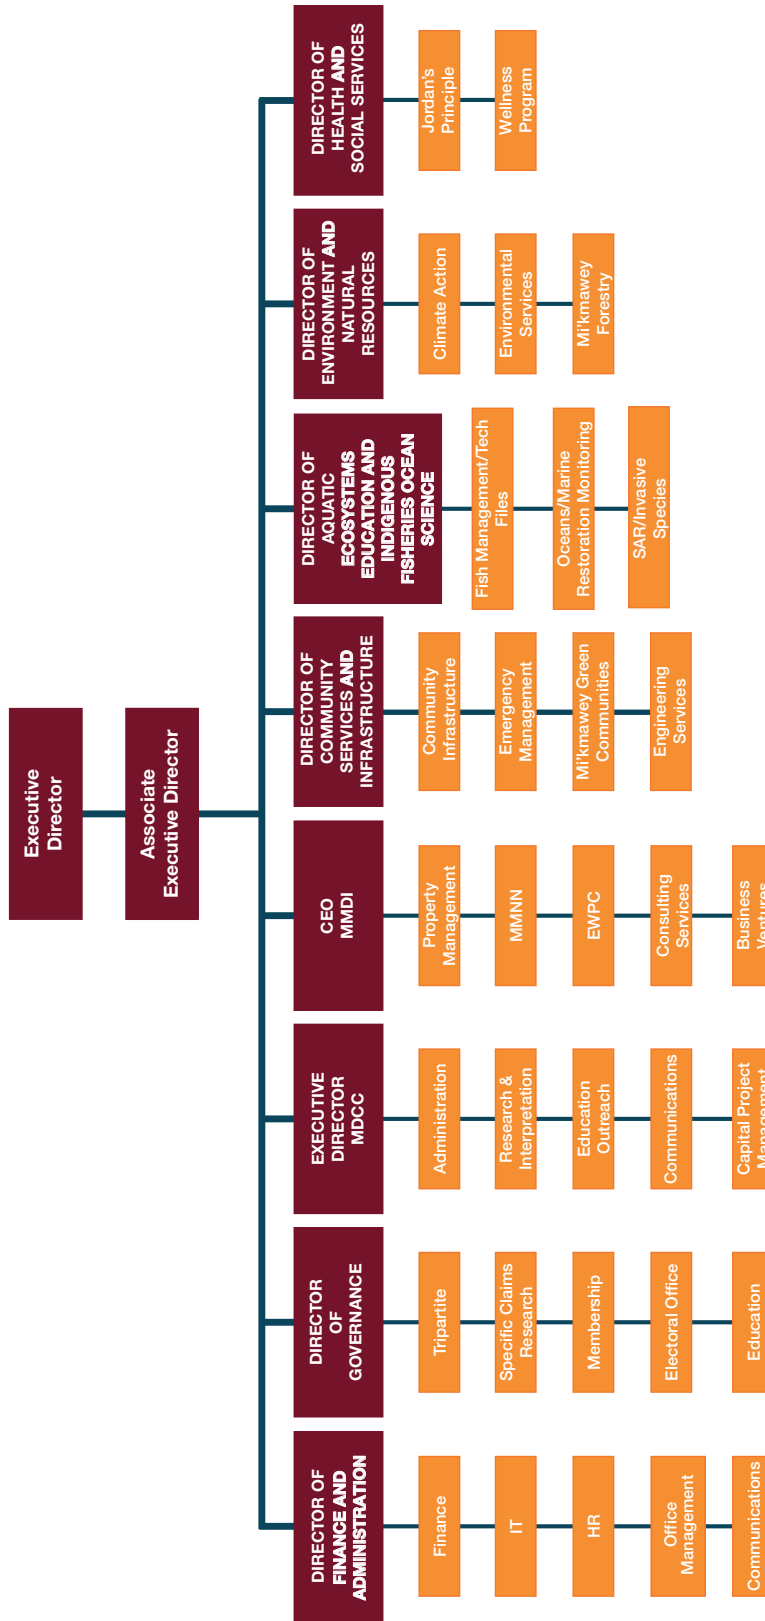 Executive
Director
Associate
Executive Director
DIRECTOR OF
FINANCE AND
ADMINISTRATION
Finance
IT
HR
Office
Management
Communications
DIRECTOR
OF
GOVERNANCE
Tripartite
Specific Claims
Research
Membership
Electoral Office
Education
EXECUTIVE
DIRECTOR
MDCC
Administration
Research &
Interpretation
Education
Outreach
Communications
Capital Project
Management
CEO
MMDI
Property
Management
MMNN
EWPC
Consulting
Services
Business
Ventures
DIRECTOR OF
COMMUNITY
SERVICES AND
INFRASTRUCTURE
Community
Infrastructure
Emergency
Management
Mi'kmawey Green
Communities
Engineering
Services
DIRECTOR OF
AQUATIC
ECOSYSTEMS
EDUCATION AND
INDIGENOUS
FISHERIES OCEAN
SCIENCE
Fish Management/Tech
Files
Oceans/Marine
Restoration Monitoring
SAR/Invasive
Species
DIRECTOR OF
ENVIRONMENT AND
NATURAL
RESOURCES
Climate Action
Environmental
Services
Mi'kmawey
Forestry
DIRECTOR OF
HEALTH AND
SOCIAL SERVICES
Jordan's
Principle
Wellness
Program